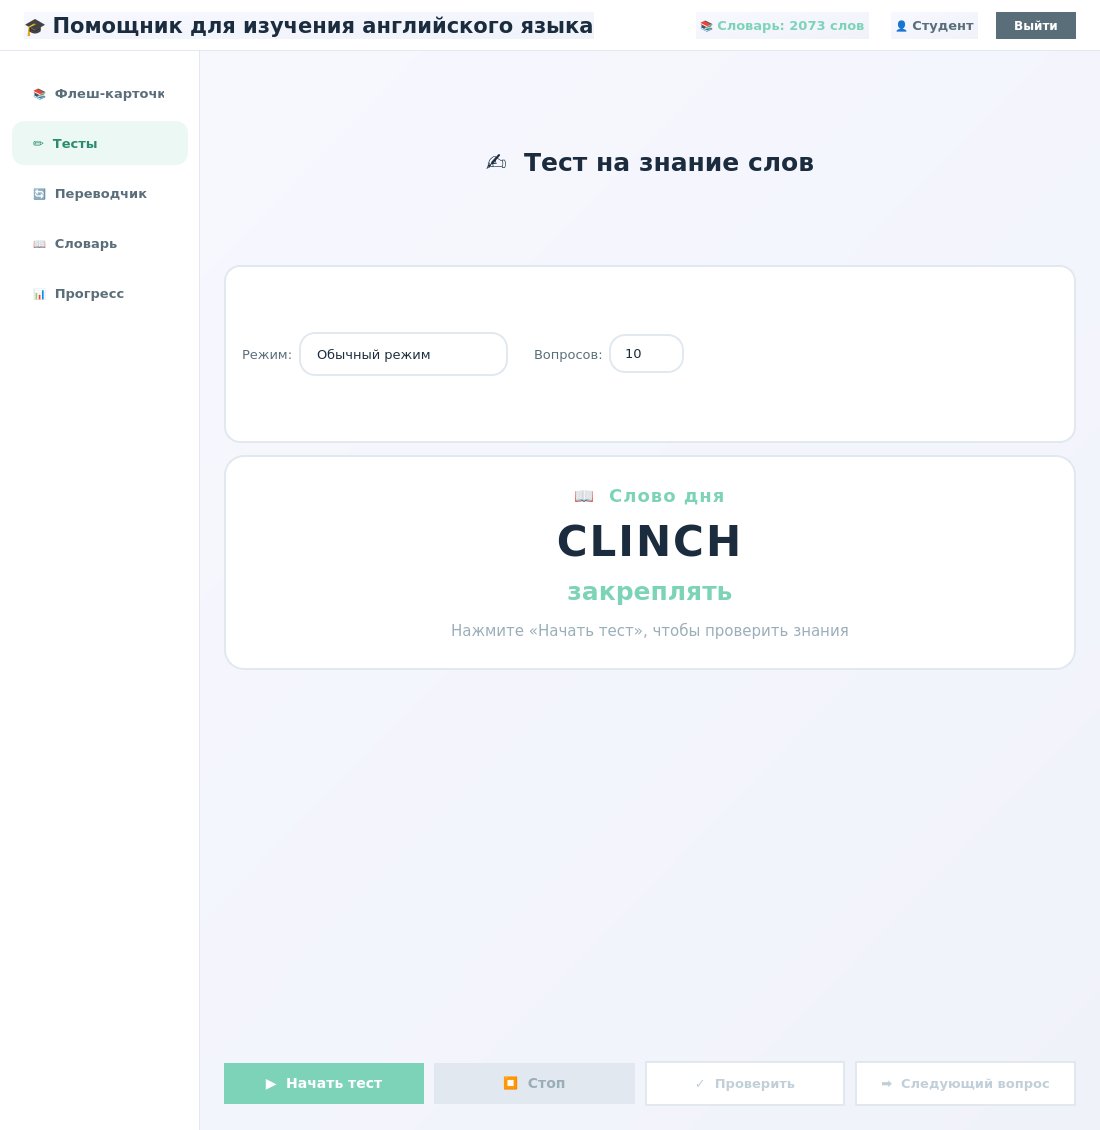 🎓 Помощник для изучения английского языка
📚 Словарь: 2073 слов
👤 Студент
Выйти
📚 Флеш-карточк
✏ Тесты
🔄 Переводчик
📖 Словарь
📊 Прогресс
✍ Тест на знание слов
Режим: Обычный режим Вопросов: 10
📖 Слово дня
CLINCH
закреплять
Нажмите «Начать тест», чтобы проверить знания
▶ Начать тест
⏹ Стоп
✓ Проверить
➡ Следующий вопрос